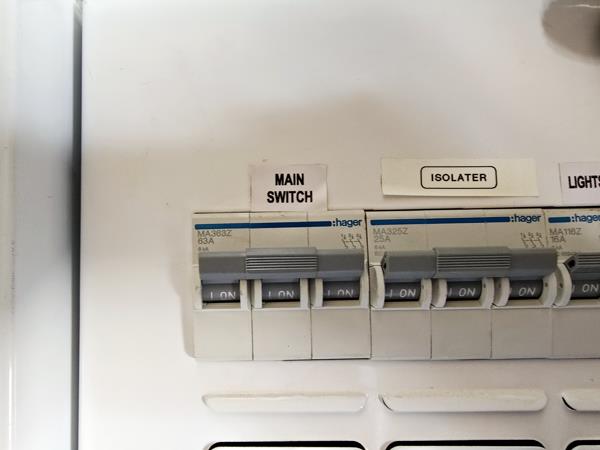 MAIN
SWITCH
ISOLATER
LIGHTS
:hager
MA363Z
63A
:hager
MA325Z
25A
:hager
MA116Z
16A
I ON
I ON
I ON
I ON
I ON
I ON